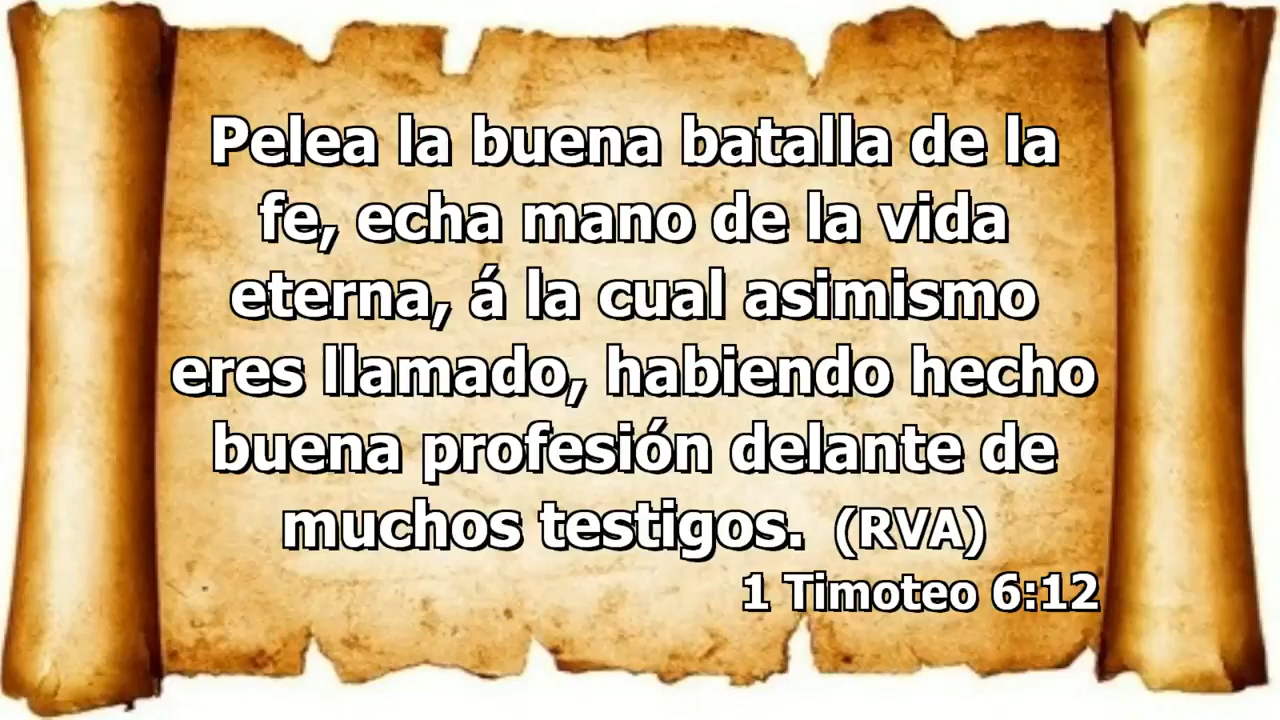 Pelea la buena batalla de la
fe, echa mano de la vida
eterna, á la cual asimismo
eres llamado, habiendo hecho
buena profesión delante de
muchos testigos. (RVA)
1 Timoteo 6:12